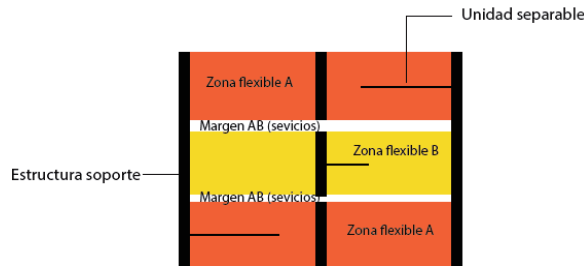 Unidad separable
Zona flexible A
Margen AB (sevicios)
Zona flexible B
Estructura soporte
Margen AB (sevicios)
Zona flexible A